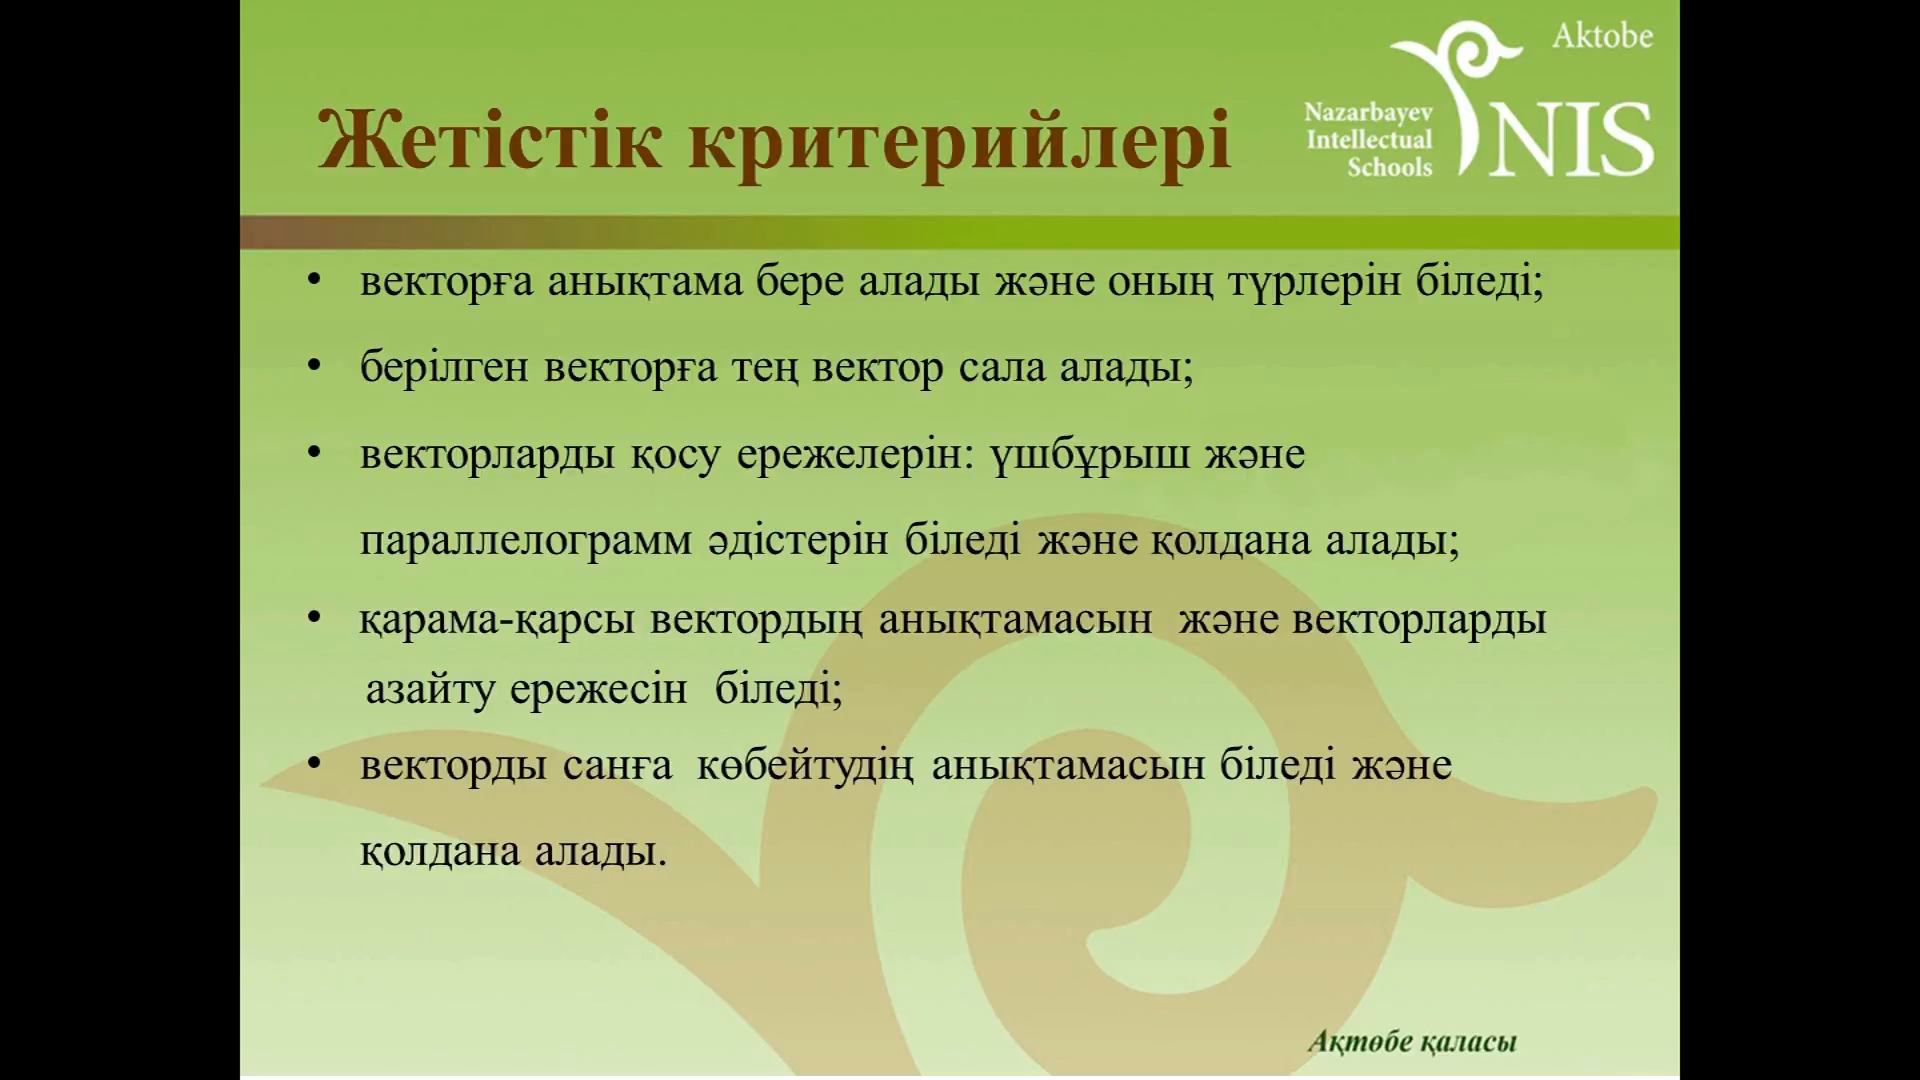 Aktobe
Nazarbayev
Intellectual
Schools
NIS
Жетістік критерийлері
• векторға анықтама бере алады және оның түрлерін біледі;
• берілген векторға тең вектор сала алады;
• векторларды қосу ережелерін: үшбұрыш және
параллелограмм әдістерін біледі және қолдана алады;
• қарама-қарсы вектордың анықтамасын және векторларды
азайту ережесін біледі;
• векторды санға көбейтудің анықтамасын біледі және
қолдана алады.
Ақтөбе қаласы